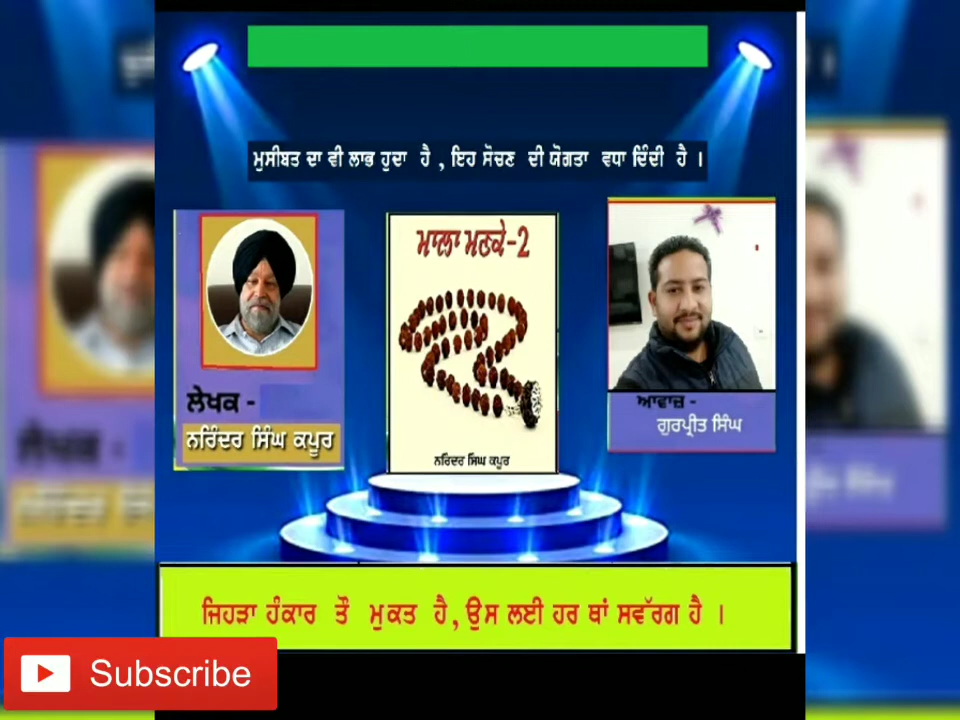 ਮੁਸੀਬਤ ਦਾ ਵੀ ਲਾਭ ਹੁਦਾ ਹੈ , ਇਹ ਸੋਚਣ ਦੀ ਯੋਗਤਾ ਵਧਾ ਦਿੰਦੀ ਹੈ ।
ਮਾਲਾ ਮਣਕੇ-2
ਲੇਖਕ -
ਨਰਿੰਦਰ ਸਿੰਘ ਕਪੂਰ
ਨਰਿੰਦਰ ਸਿੰਘ ਕਪੂਰ
ਆਵਾਜ਼ -
ਗੁਰਪ੍ਰੀਤ ਸਿੰਘ
ਜਿਹੜਾ ਹੰਕਾਰ ਤੌਂ ਮੁਕਤ ਹੈ , ਉਸ ਲਈ ਹਰ ਥਾਂ ਸਵੱਰਗ ਹੈ ।
Subscribe